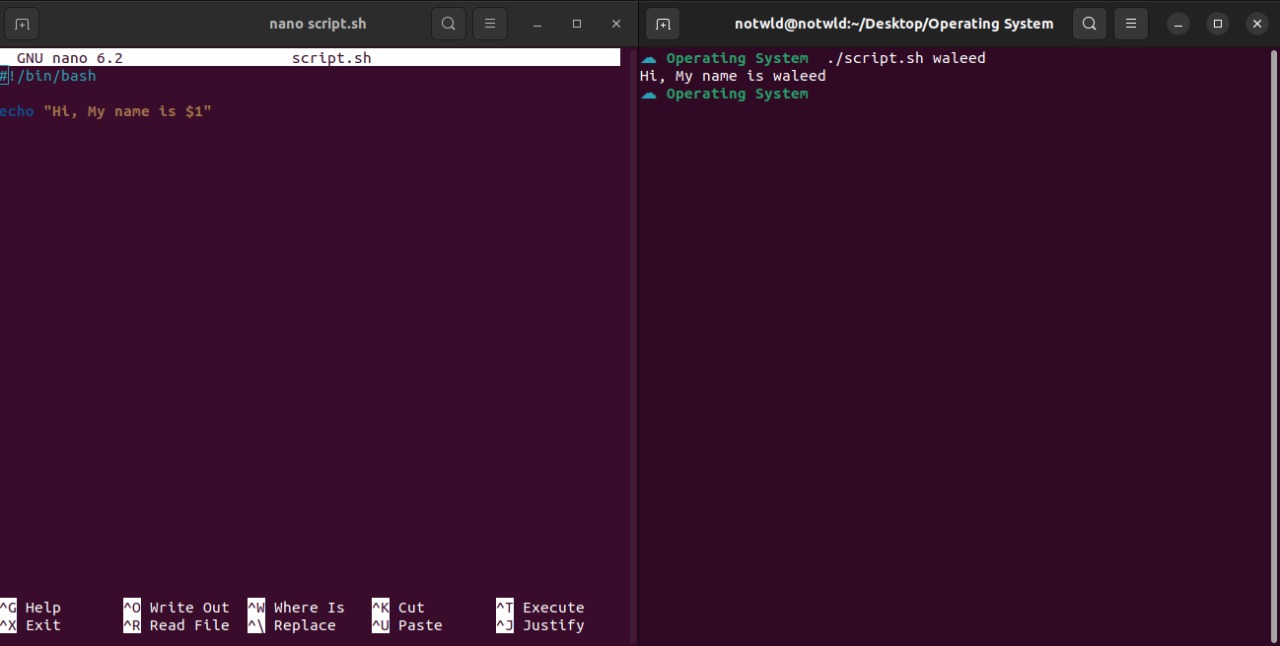 nano script.sh
GNU nano 6.2 script.sh
#!/bin/bash
echo "Hi, My name is $1"
^G Help ^O Write Out ^W Where Is ^K Cut ^T Execute
^X Exit ^R Read File ^\ Replace ^U Paste ^J Justify
notwld@notwld:~/Desktop/Operating System
Operating System ./script.sh waleed
Hi, My name is waleed
Operating System